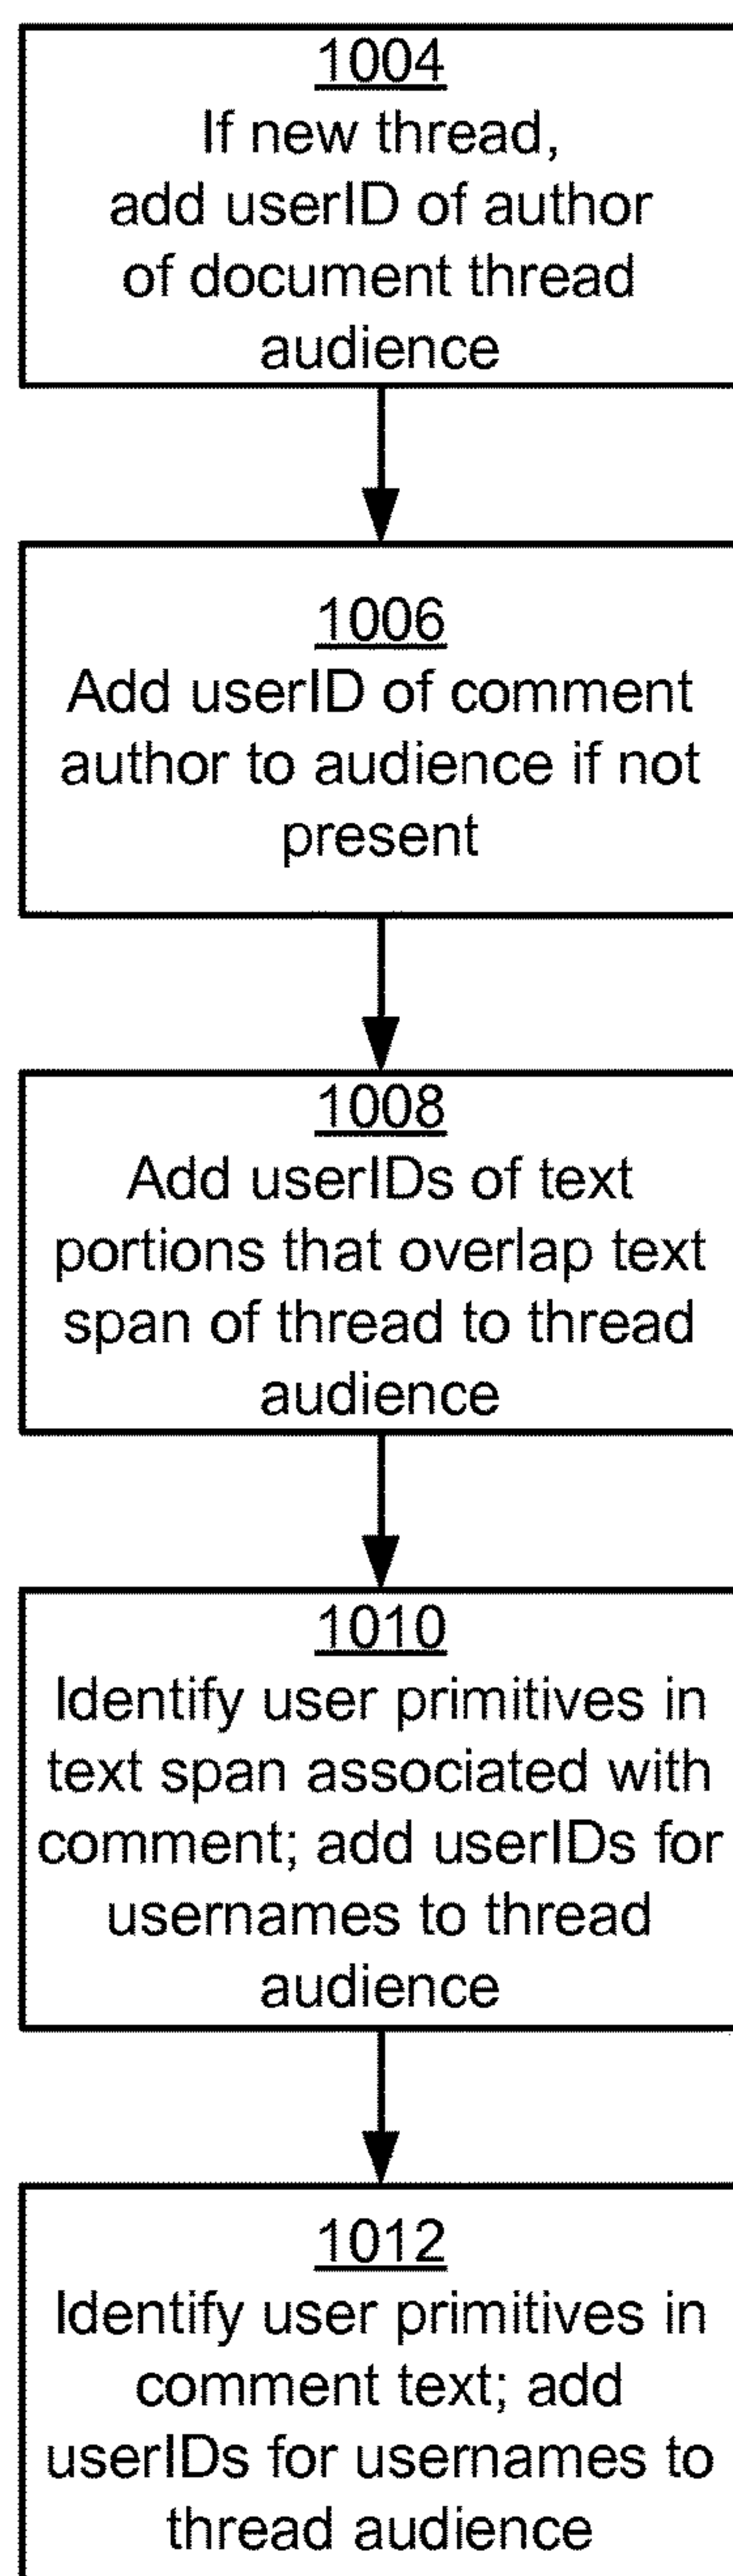 1004
If new thread,
add userID of author
of document thread
audience
1006
Add userID of comment
author to audience if not
present
1008
Add userIDs of text
portions that overlap text
span of thread to thread
audience
1010
Identify user primitives in
text span associated with
comment; add userIDs for
usernames to thread
audience
1012
Identify user primitives in
comment text; add
userIDs for usernames to
thread audience